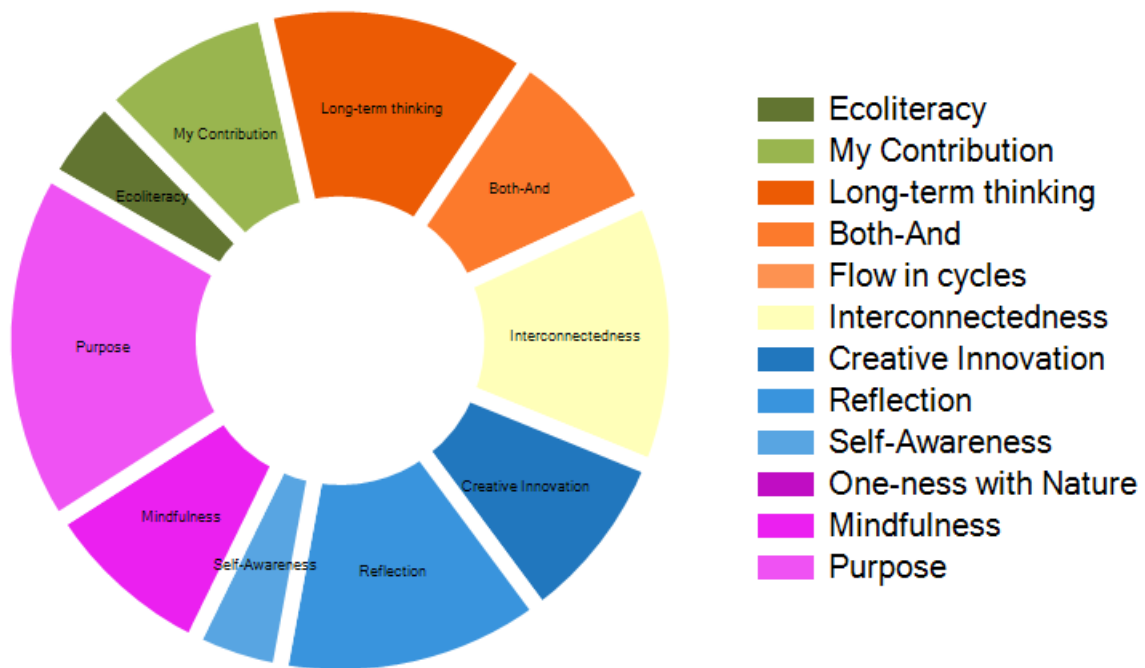 Long-term thinking
My Contribution
Both-And
Ecoliteracy
Interconnectedness
Purpose
Creative Innovation
Mindfulness
Self-Awareness
Reflection
Ecoliteracy
My Contribution
Long-term thinking
Both-And
Flow in cycles
Interconnectedness
Creative Innovation
Reflection
Self-Awareness
One-ness with Nature
Mindfulness
Purpose